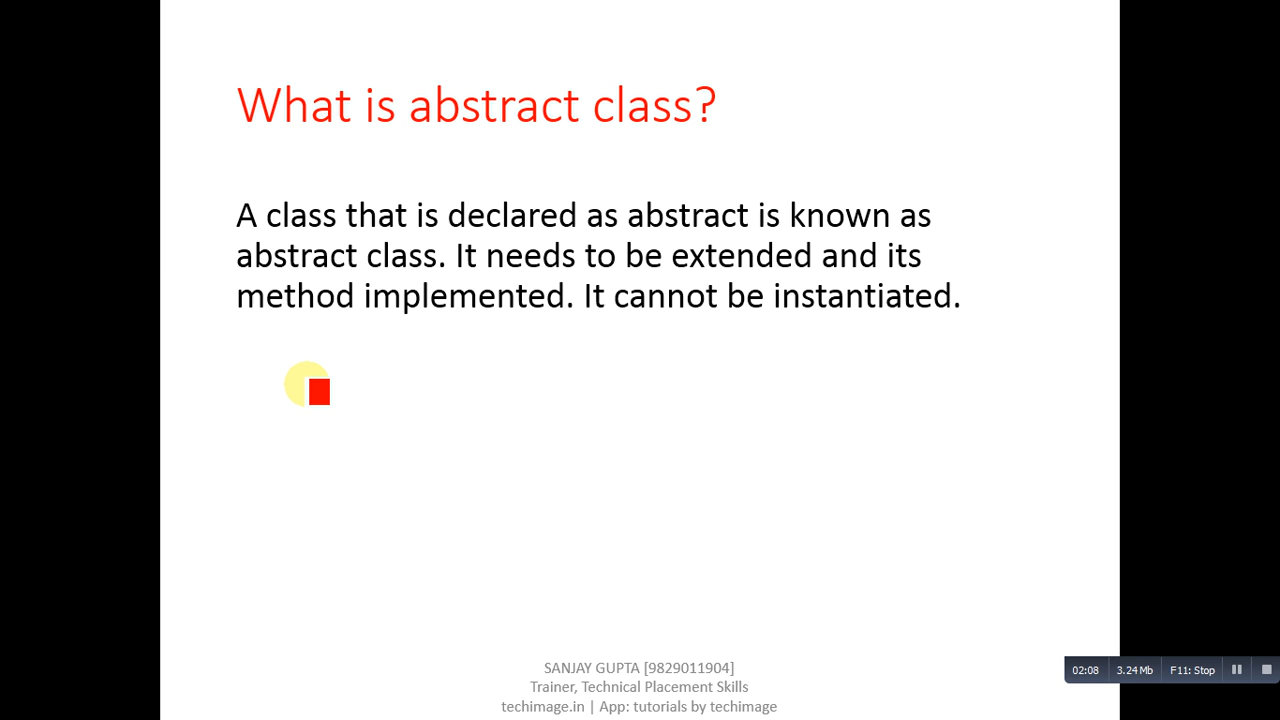 What is abstract class?
A class that is declared as abstract is known as
abstract class. It needs to be extended and its
method implemented. It cannot be instantiated.
SANJAY GUPTA [9829011904]
Trainer, Technical Placement Skills
techimage.in | App: tutorials by techimage
02:08 3.24 Mb F11: Stop